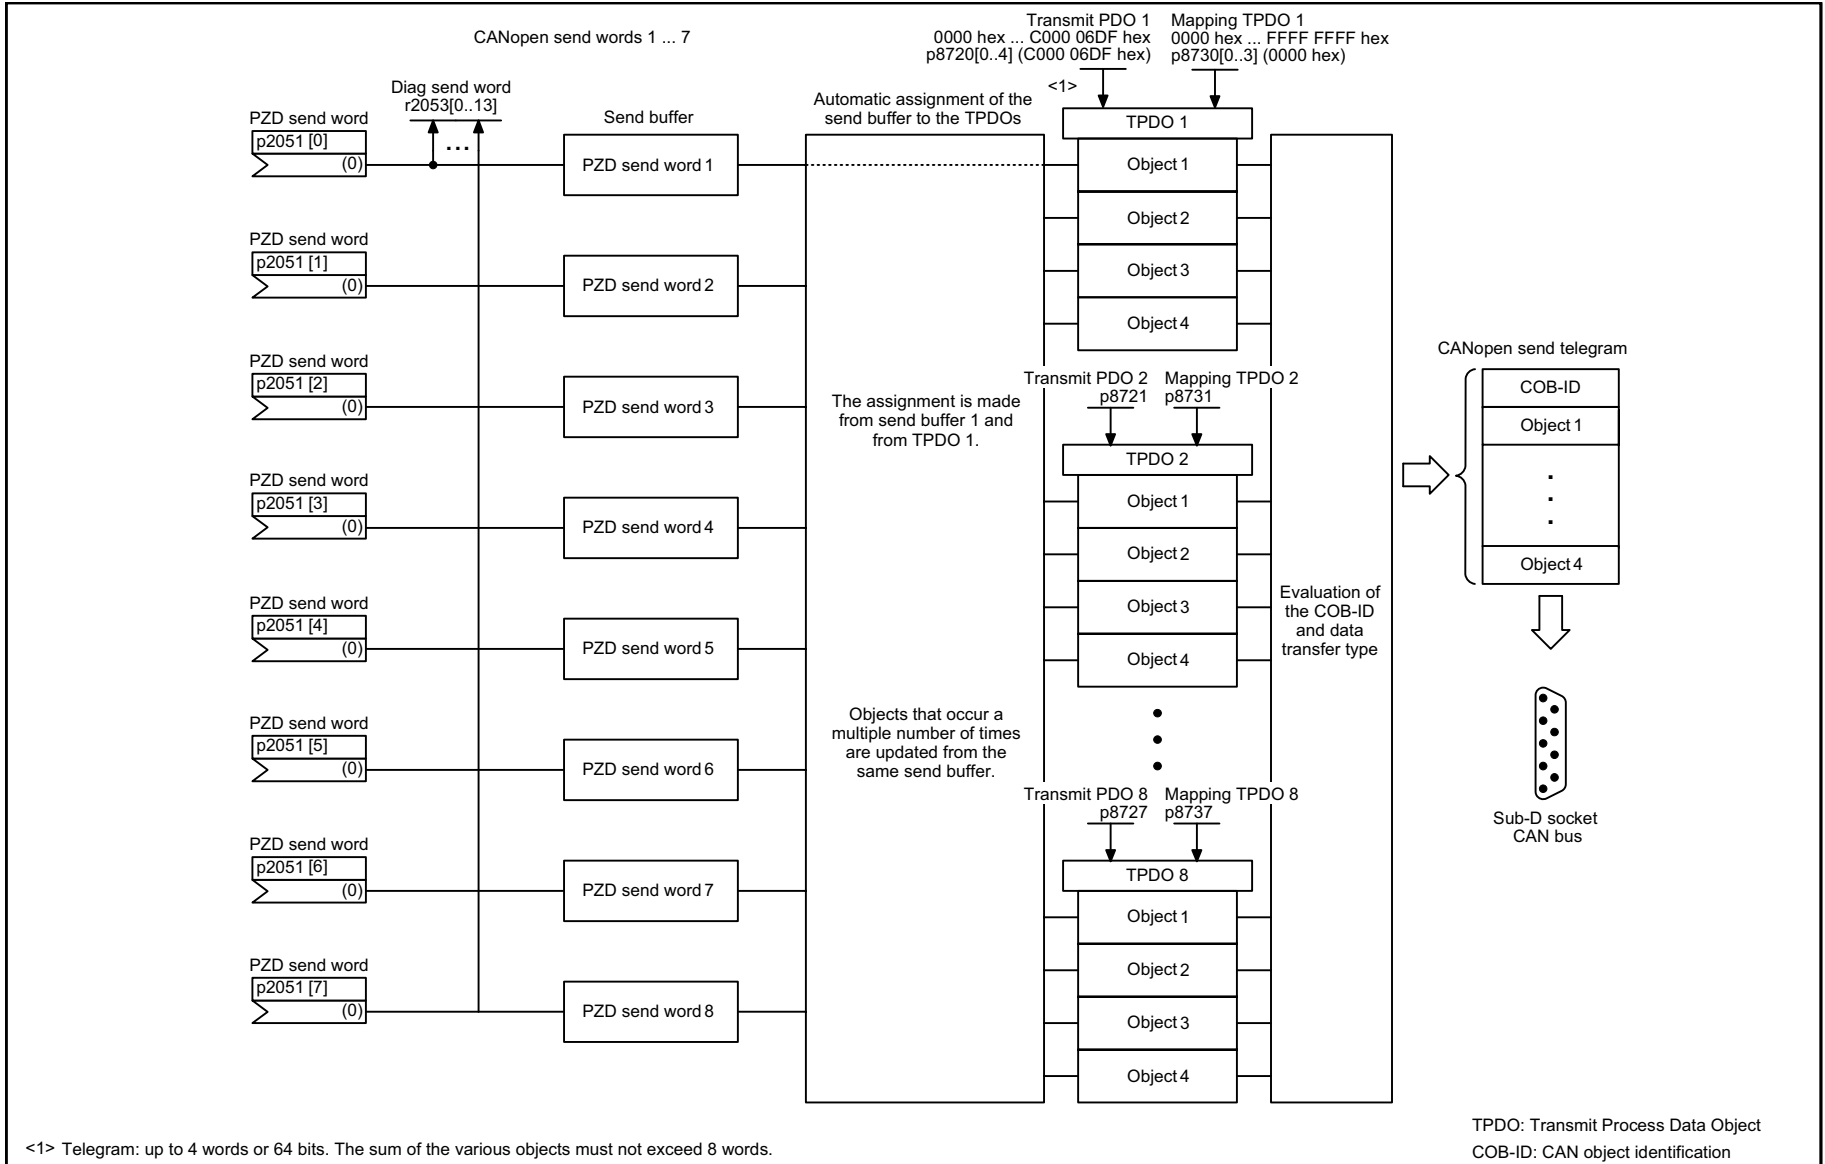 CANopen send words 1 ... 7
Transmit PDO 1
0000 hex ... C000 06DF hex
p8720[0..4] (C000 06DF hex)
Mapping TPDO 1
0000 hex ... FFFF FFFF hex
p8730[0..3] (0000 hex)
<1>
Diag send word
r2053[0..13]
...
Send buffer
Automatic assignment of the
send buffer to the TPDOs
PZD send word
p2051 [0]
(0)
PZD send word 1
PZD send word
p2051 [1]
(0)
PZD send word 2
PZD send word
p2051 [2]
(0)
PZD send word 3
PZD send word
p2051 [3]
(0)
PZD send word 4
PZD send word
p2051 [4]
(0)
PZD send word 5
PZD send word
p2051 [5]
(0)
PZD send word 6
PZD send word
p2051 [6]
(0)
PZD send word 7
PZD send word
p2051 [7]
(0)
PZD send word 8
The assignment is made
from send buffer 1 and
from TPDO 1.
Objects that occur a
multiple number of times
are updated from the
same send buffer.
TPDO 1
Object 1
Object 2
Object 3
Object 4
Transmit PDO 2
p8721
Mapping TPDO 2
p8731
TPDO 2
Object 1
Object 2
Object 3
Object 4
Transmit PDO 8
p8727
Mapping TPDO 8
p8737
TPDO 8
Object 1
Object 2
Object 3
Object 4
Evaluation of
the COB-ID
and data
transfer type
CANopen send telegram
COB-ID
Object 1
.
.
.
Object 4
Sub-D socket
CAN bus
<1> Telegram: up to 4 words or 64 bits. The sum of the various objects must not exceed 8 words.
TPDO: Transmit Process Data Object
COB-ID: CAN object identification